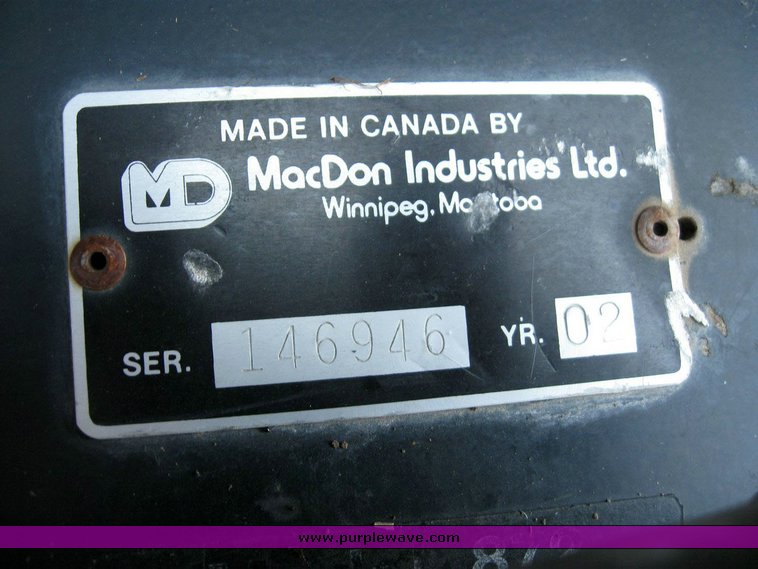 MADE IN CANADA BY
MD MacDon Industries Ltd.
Winnipeg, Manitoba
SER. 146946 YR. 02
www.purplewave.com